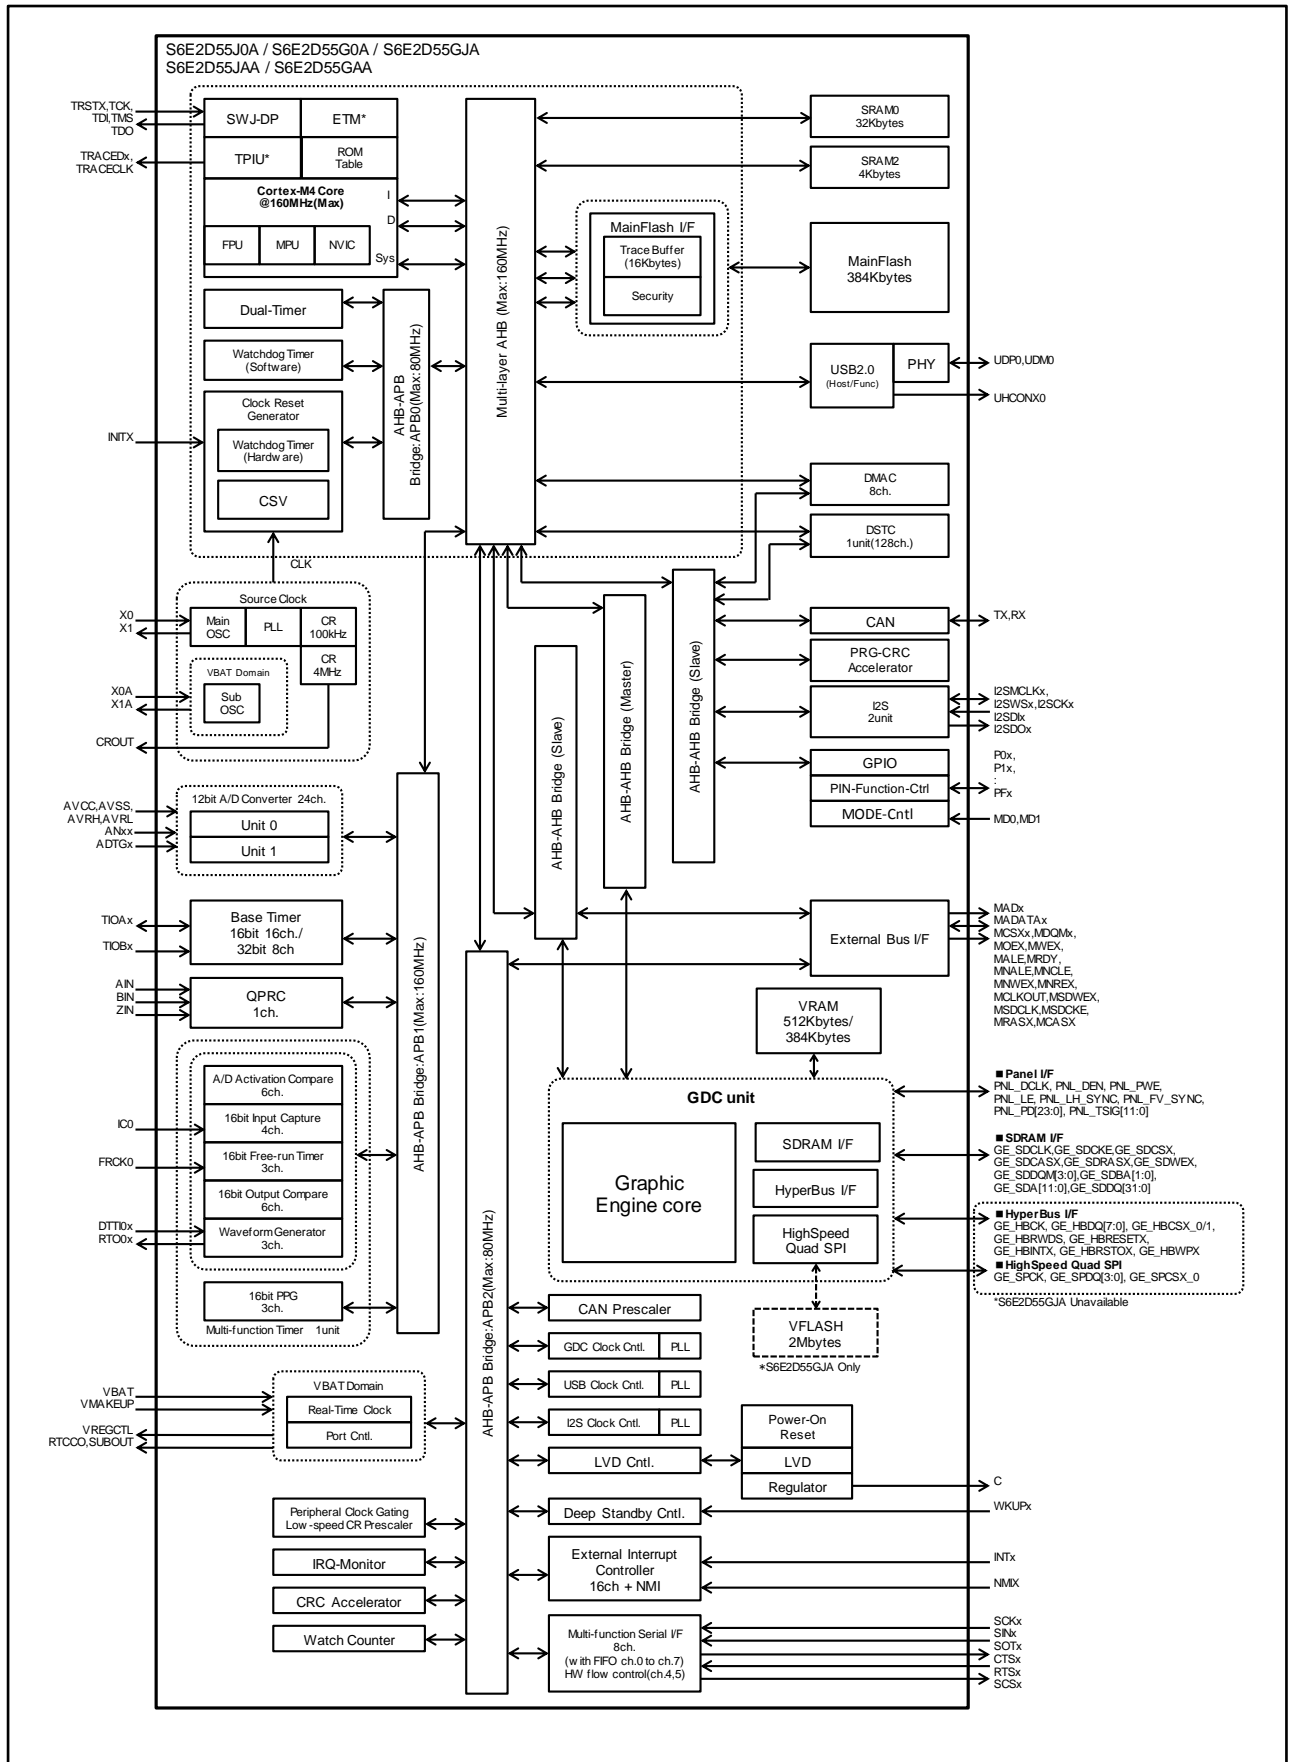 S6E2D55J0A / S6E2D55G0A / S6E2D55GJA
S6E2D55JAA / S6E2D55GAA
TRSTX,TCK,
TDI,TMS
TDO
TRACEDx,
TRACECLK
SWJ-DP
ETM*
TPIU*
ROM
Table
Cortex-M4 Core
@160MHz(Max)
I
D
Sys
FPU
MPU
NVIC
Dual-Timer
Watchdog Timer
(Software)
Clock Reset
Generator
Watchdog Timer
(Hardware)
CSV
INITX
CLK
AHB-APB
Bridge:APB0(Max:80MHz)
Multi-layer AHB (Max:160MHz)
MainFlash I/F
Trace Buffer
(16Kbytes)
Security
SRAM0
32Kbytes
SRAM2
4Kbytes
MainFlash
384Kbytes
USB2.0
(Host/Func)
PHY
UDP0,UDM0
UHCONX0
DMAC
8ch.
DSTC
1unit(128ch.)
Source Clock
X0
X1
Main
OSC
PLL
CR
100kHz
CR
4MHz
VBAT Domain
Sub
OSC
X0A
X1A
CROUT
AHB-AHB Bridge (Slave)
AHB-AHB Bridge (Master)
AHB-AHB Bridge (Slave)
CAN
TX,RX
PRG-CRC
Accelerator
I2S
2unit
I2SMCLKx,
I2SWSx,I2SCKx
I2SDIx
I2SDOx
GPIO
PIN-Function-Ctrl
MODE-Cntl
P0x,
P1x,
:
PFx
MD0,MD1
AVCC,AVSS,
AVRH,AVRL
ANxx
ADTGx
12bit A/D Converter 24ch.
Unit 0
Unit 1
TIOAx
TIOBx
Base Timer
16bit 16ch./
32bit 8ch
AIN
BIN
ZIN
QPRC
1ch.
AHB-APB Bridge:APB1(Max:160MHz)
AHB-APB Bridge:APB2(Max:80MHz)
External Bus I/F
MADx
MADATAx
MCSXx,MDQMx,
MOEX,MWEX,
MALE,MRDY,
MNALE,MNCLE,
MNWEX,MNREX,
MCLKOUT,MSDWEX,
MSDCLK,MSDCKE,
MRASX,MCASX
VRAM
512Kbytes/
384Kbytes
IC0
FRCK0
DTTI0x
RTO0x
A/D Activation Compare
6ch.
16bit Input Capture
4ch.
16bit Free-run Timer
3ch.
16bit Output Compare
6ch.
Waveform Generator
3ch.
16bit PPG
3ch.
Multi-function Timer 1unit
GDC unit
Graphic
Engine core
SDRAM I/F
HyperBus I/F
HighSpeed
Quad SPI
VFLASH
2Mbytes
*S6E2D55GJA Only
■ Panel I/F
PNL_DCLK, PNL_DEN, PNL_PWE,
PNL_LE, PNL_LH_SYNC, PNL_FV_SYNC,
PNL_PD[23:0], PNL_TSIG[11:0]
■ SDRAM I/F
GE_SDCLK,GE_SDCKE,GE_SDCSX,
GE_SDCASX,GE_SDRASX,GE_SDWEX,
GE_SDDQM[3:0],GE_SDBA[1:0],
GE_SDA[11:0],GE_SDDQ[31:0]
■ HyperBus I/F
GE_HBCK, GE_HBDQ[7:0], GE_HBCSX_0/1,
GE_HBRWDS, GE_HBRESETX,
GE_HBINTX, GE_HBRSTOX, GE_HBWPX
■ HighSpeed Quad SPI
GE_SPCK, GE_SPDQ[3:0], GE_SPCSX_0
*S6E2D55GJA Unavailable
CAN Prescaler
GDC Clock Cntl.
PLL
USB Clock Cntl.
PLL
I2S Clock Cntl.
PLL
LVD Cntl.
Power-On
Reset
LVD
Regulator
C
Deep Standby Cntl.
WKUPx
External Interrupt
Controller
16ch + NMI
INTx
NMIX
Multi-function Serial I/F
8ch.
(with FIFO ch.0 to ch.7)
HW flow control(ch.4,5)
SCKx
SINx
SOTx
CTSx
RTSx
SCSx
VBAT
VMAKEUP
VREGCTL
RTCCO,SUBOUT
VBAT Domain
Real-Time Clock
Port Cntl.
Peripheral Clock Gating
Low-speed CR Prescaler
IRQ-Monitor
CRC Accelerator
Watch Counter